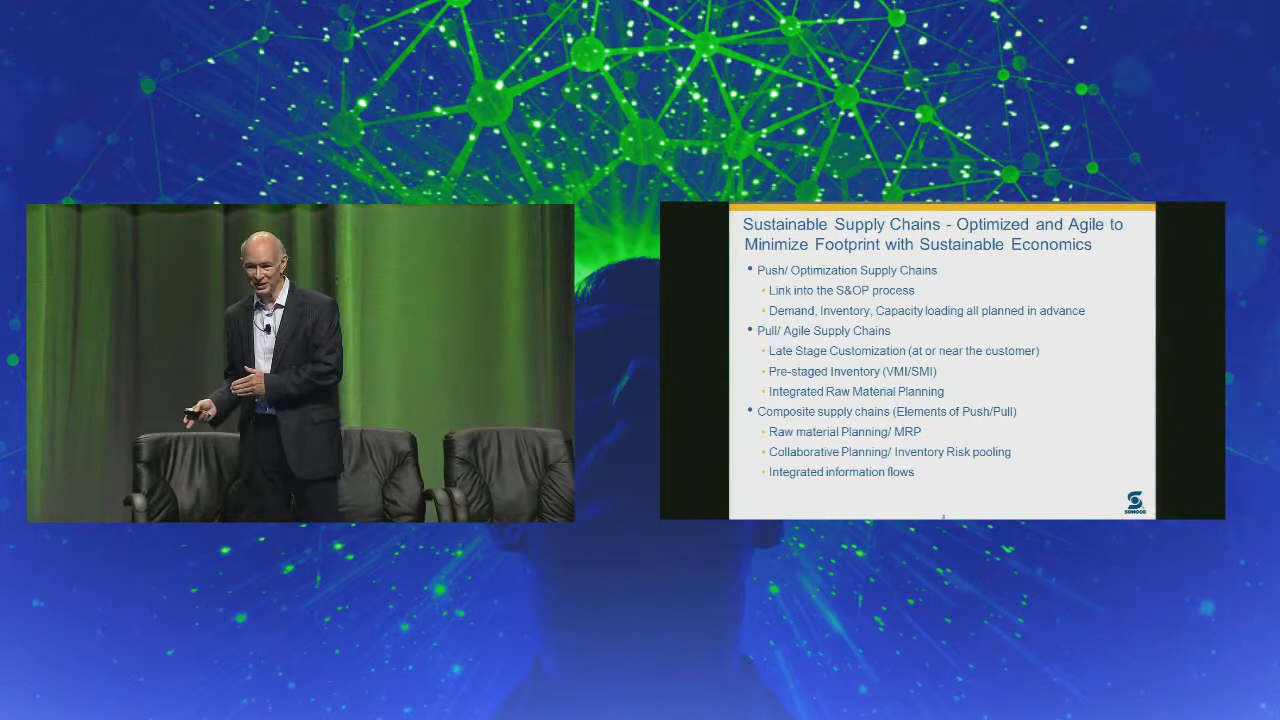 Sustainable Supply Chains - Optimized and Agile to
Minimize Footprint with Sustainable Economics
• Push/ Optimization Supply Chains
• Link into the S&OP process
• Demand, Inventory, Capacity loading all planned in advance
• Pull/ Agile Supply Chains
• Late Stage Customization (at or near the customer)
• Pre-staged Inventory (VMI/SMI)
• Integrated Raw Material Planning
• Composite supply chains (Elements of Push/Pull)
• Raw material Planning/ MRP
• Collaborative Planning/ Inventory Risk pooling
• Integrated information flows
SONOCO